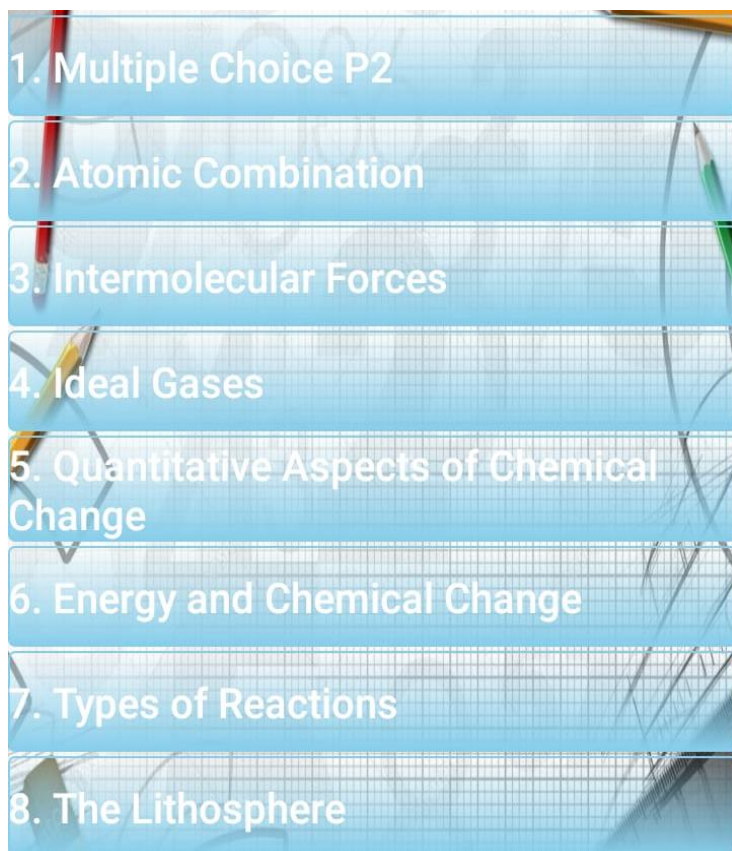 1. Multiple Choice P2
2. Atomic Combination
3. Intermolecular Forces
4. Ideal Gases
5. Quantitative Aspects of Chemical
Change
6. Energy and Chemical Change
7. Types of Reactions
8. The Lithosphere